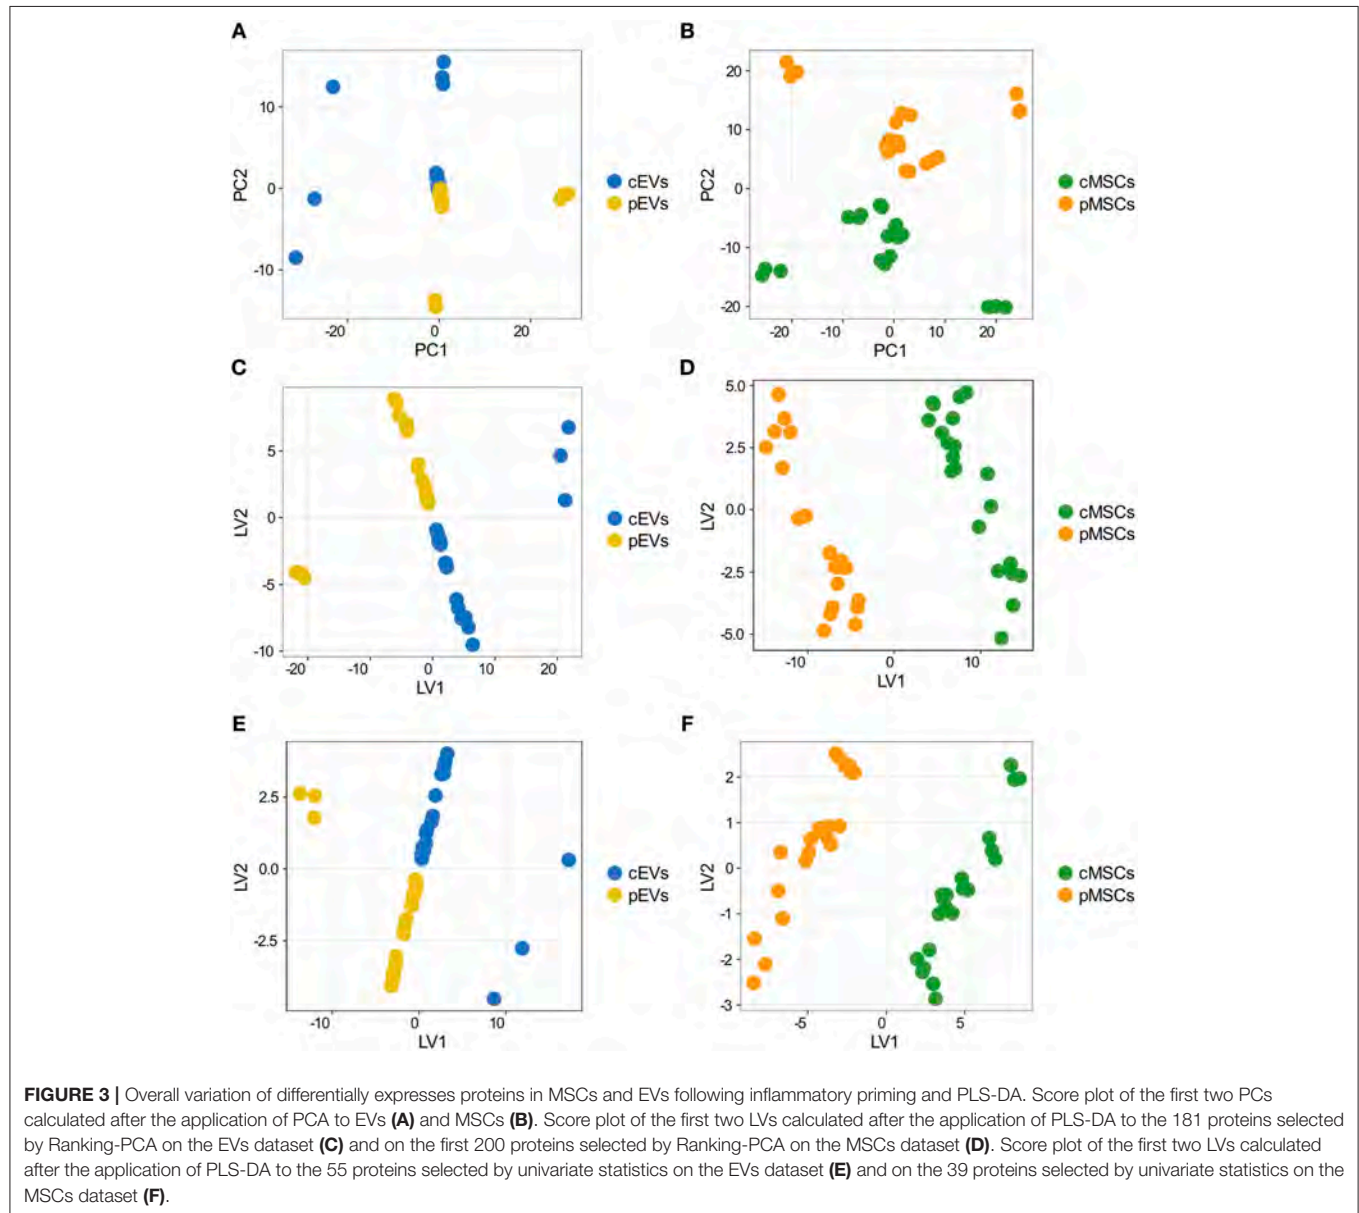 A
B
10
0
-10
PC2
-20
0
20
PC1
cEVs
pEVs
20
10
0
-10
-20
PC2
-20
-10
0
10
20
PC1
cMSCs
pMSCs
C
D
5
0
-5
-10
LV2
-20
-10
0
10
20
LV1
cEVs
pEVs
5.0
2.5
0.0
-2.5
-5.0
LV2
-10
0
10
LV1
cMSCs
pMSCs
E
F
2.5
0.0
-2.5
LV2
-10
0
10
LV1
cEVs
pEVs
2
1
0
-1
-2
-3
LV2
-5
0
5
LV1
cMSCs
pMSCs
FIGURE 3 | Overall variation of differentially expresses proteins in MSCs and EVs following inflammatory priming and PLS-DA. Score plot of the first two PCs
calculated after the application of PCA to EVs (A) and MSCs (B). Score plot of the first two LVs calculated after the application of PLS-DA to the 181 proteins selected
by Ranking-PCA on the EVs dataset (C) and on the first 200 proteins selected by Ranking-PCA on the MSCs dataset (D). Score plot of the first two LVs calculated
after the application of PLS-DA to the 55 proteins selected by univariate statistics on the EVs dataset (E) and on the 39 proteins selected by univariate statistics on the
MSCs dataset (F).